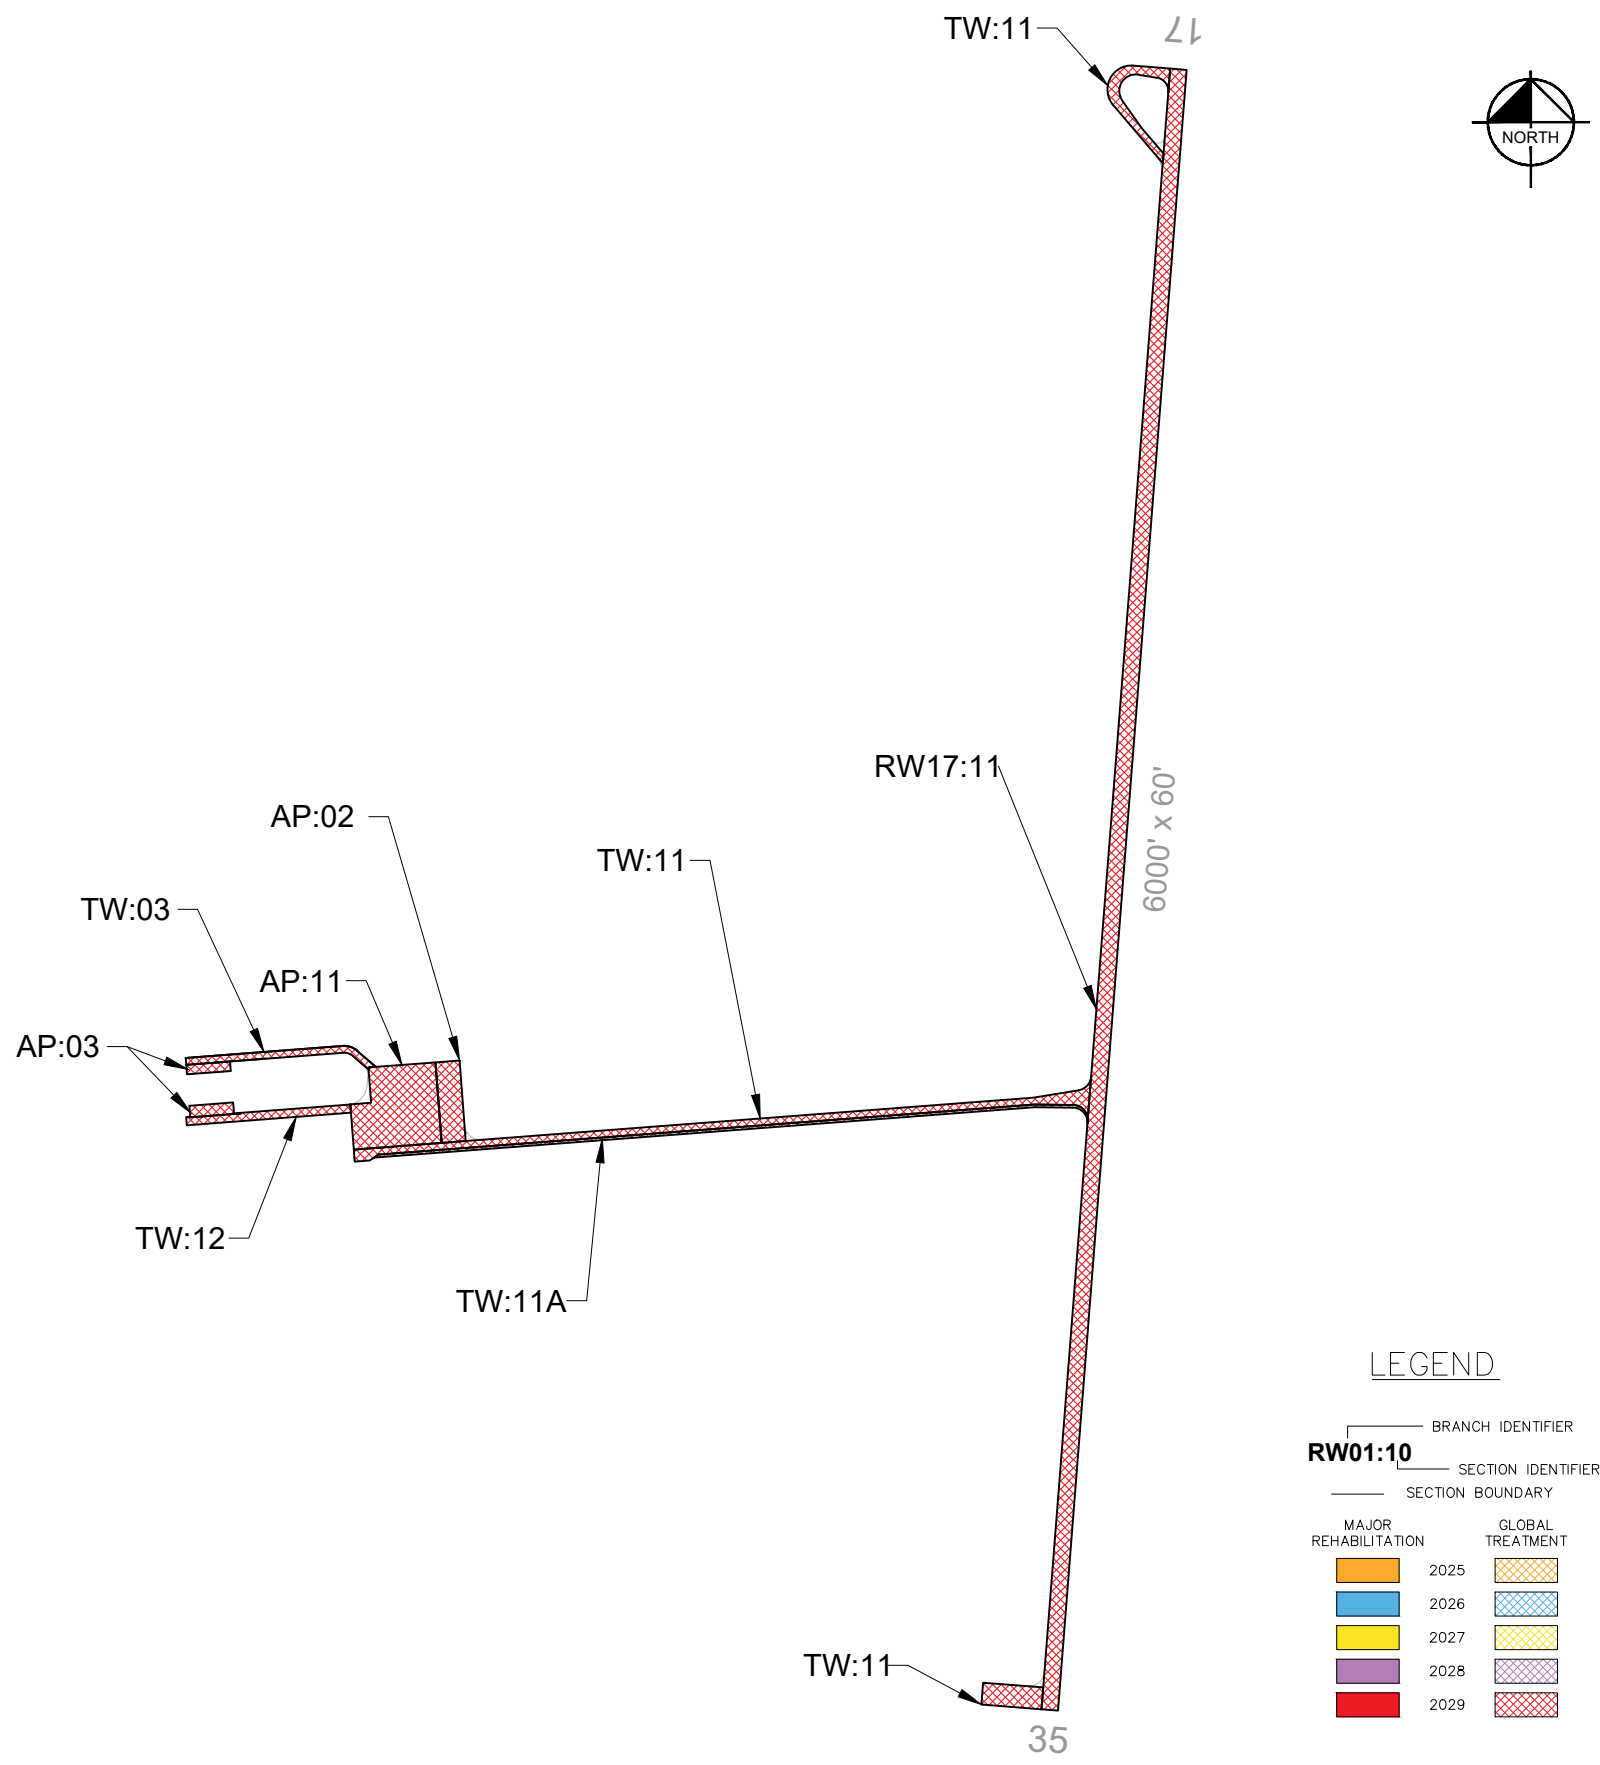 TW:11
17
NORTH
RW17:11
6000' x 60'
AP:02
TW:11
TW:03
AP:11
AP:03
TW:12
TW:11A
TW:11
35
LEGEND
BRANCH IDENTIFIER
RW01:10
SECTION IDENTIFIER
SECTION BOUNDARY
MAJOR
REHABILITATION
GLOBAL
TREATMENT
2025
2026
2027
2028
2029